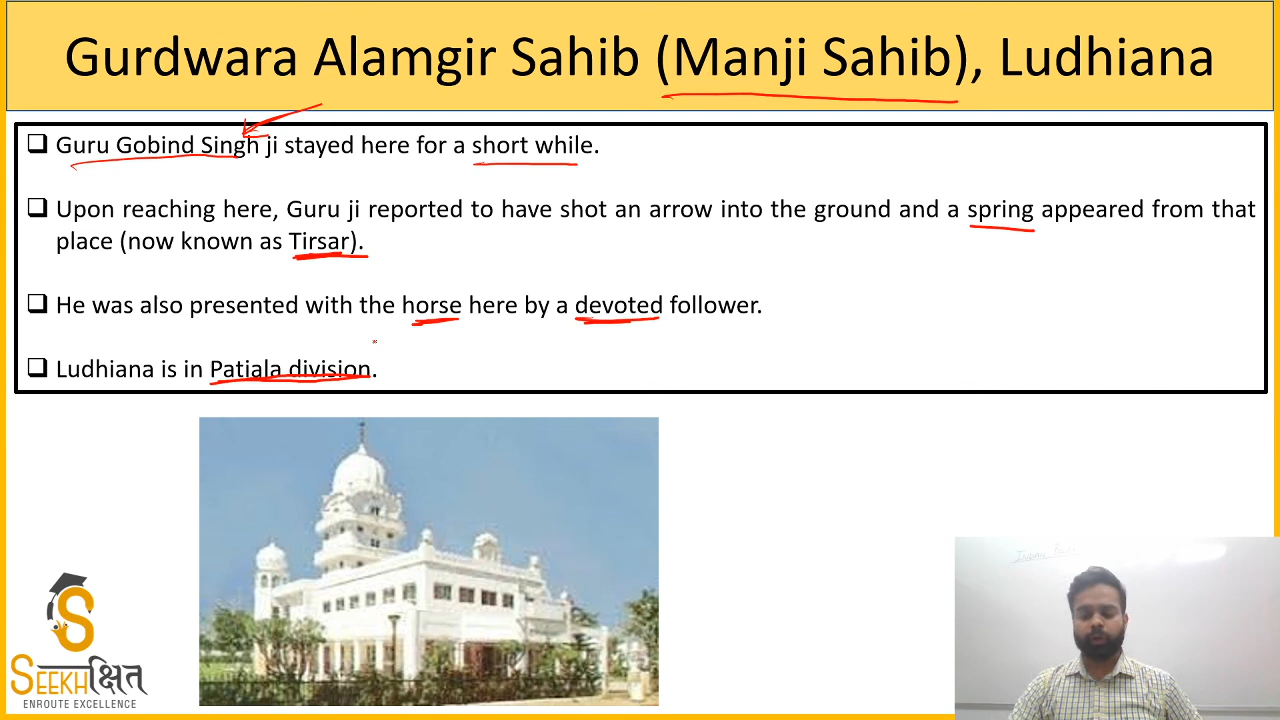 Gurdwara Alamgir Sahib (Manji Sahib), Ludhiana
Guru Gobind Singh ji stayed here for a short while.
Upon reaching here, Guru ji reported to have shot an arrow into the ground and a spring appeared from that
place (now known as Tirsar).
He was also presented with the horse here by a devoted follower.
Ludhiana is in Patiala division.
INDIAN
SEEKHक्षित
ENROUTE EXCELLENCE